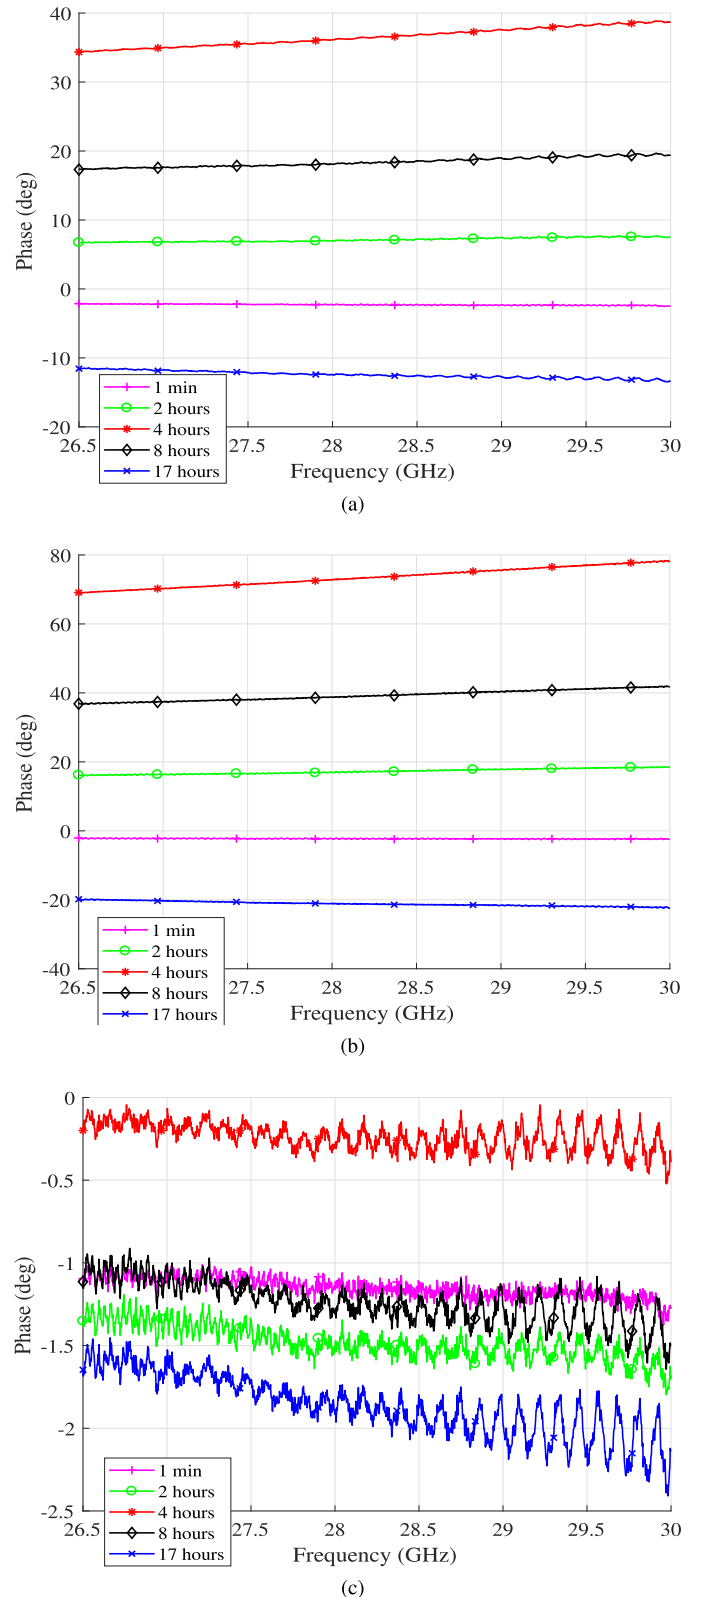 40
30
20
10
0
-10
-20
Phase (deg)
26.5 27.5 28 28.5 29 29.5 30
Frequency (GHz)
1 min
2 hours
4 hours
8 hours
17 hours
(a)
80
60
40
20
0
-20
-40
Phase (deg)
26.5 27.5 28 28.5 29 29.5 30
Frequency (GHz)
1 min
2 hours
4 hours
8 hours
17 hours
(b)
0
-0.5
-1
-1.5
-2
-2.5
Phase (deg)
26.5 27.5 28 28.5 29 29.5 30
Frequency (GHz)
1 min
2 hours
4 hours
8 hours
17 hours
(c)